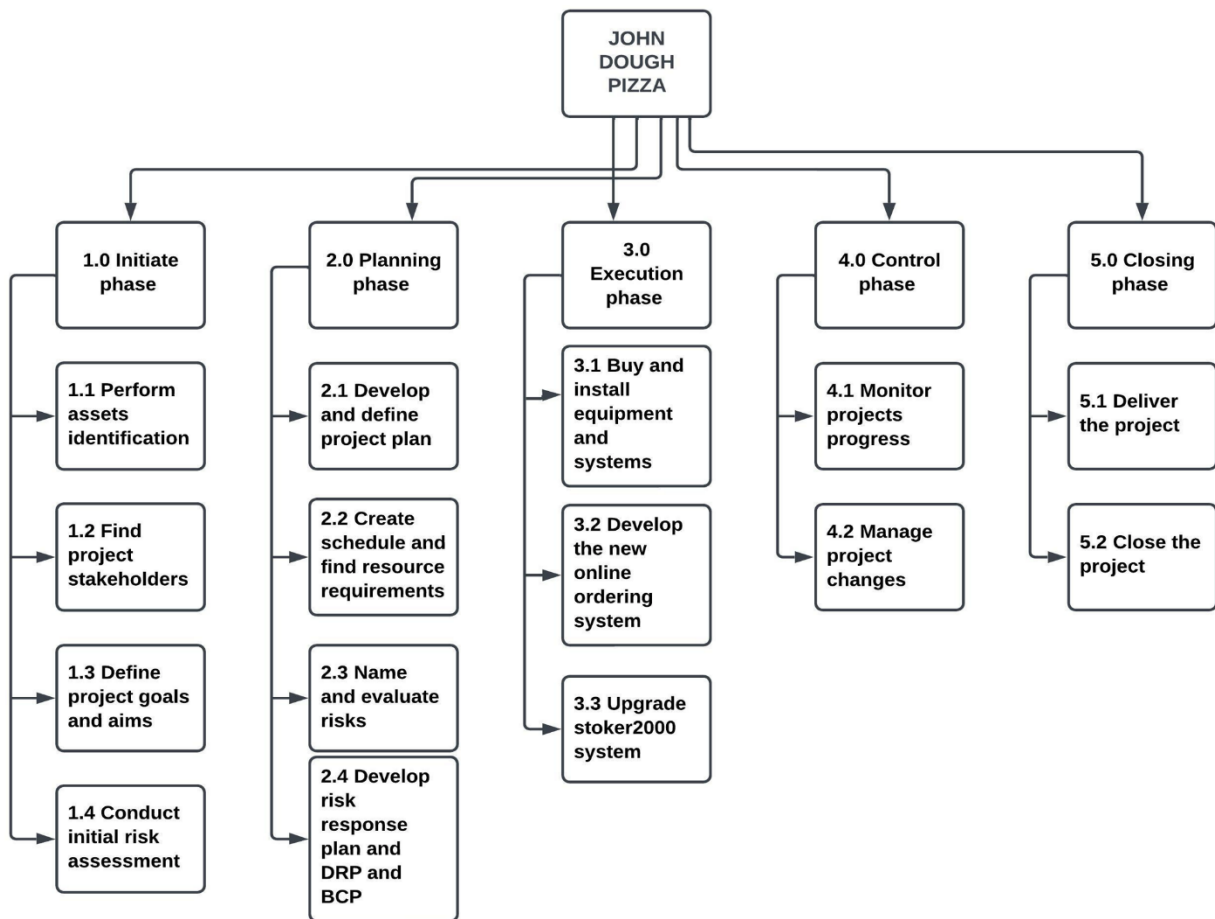 JOHN
DOUGH
PIZZA
1.0 Initiate
phase
2.0 Planning
phase
3.0
Execution
phase
4.0 Control
phase
5.0 Closing
phase
1.1 Perform
assets
identification
2.1 Develop
and define
project plan
3.1 Buy and
install
equipment
and
systems
4.1 Monitor
projects
progress
5.1 Deliver
the project
1.2 Find
project
stakeholders
2.2 Create
schedule and
find resource
requirements
3.2 Develop
the new
online
ordering
system
4.2 Manage
project
changes
5.2 Close the
project
1.3 Define
project goals
and aims
2.3 Name
and evaluate
risks
3.3 Upgrade
stoker2000
system
1.4 Conduct
initial risk
assessment
2.4 Develop
risk
response
plan and
DRP and
BCP